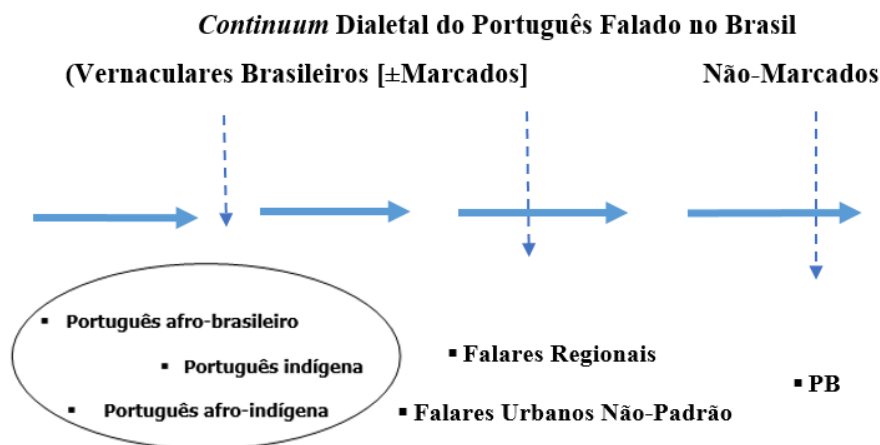 Continuum Dialetal do Português Falado no Brasil
(Vernaculares Brasileiros [±Marcados]
Não-Marcados
▪ Português afro-brasileiro
▪ Português indígena
▪ Português afro-indígena
▪ Falares Regionais
▪ Falares Urbanos Não-Padrão
▪ PB